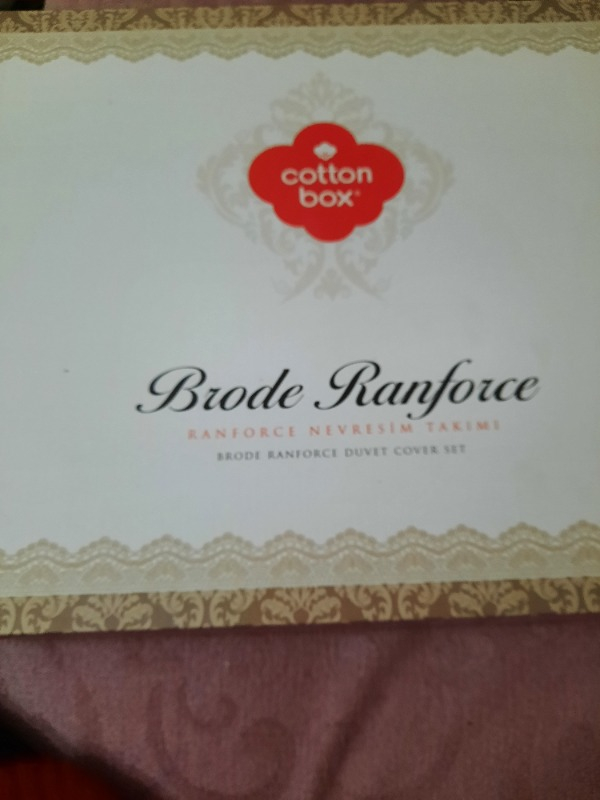 cotton
box®
Brode Ranforce
RANFORCE NEVRESİM TAKIMI
BRODE RANFORCE DUVET COVER SET